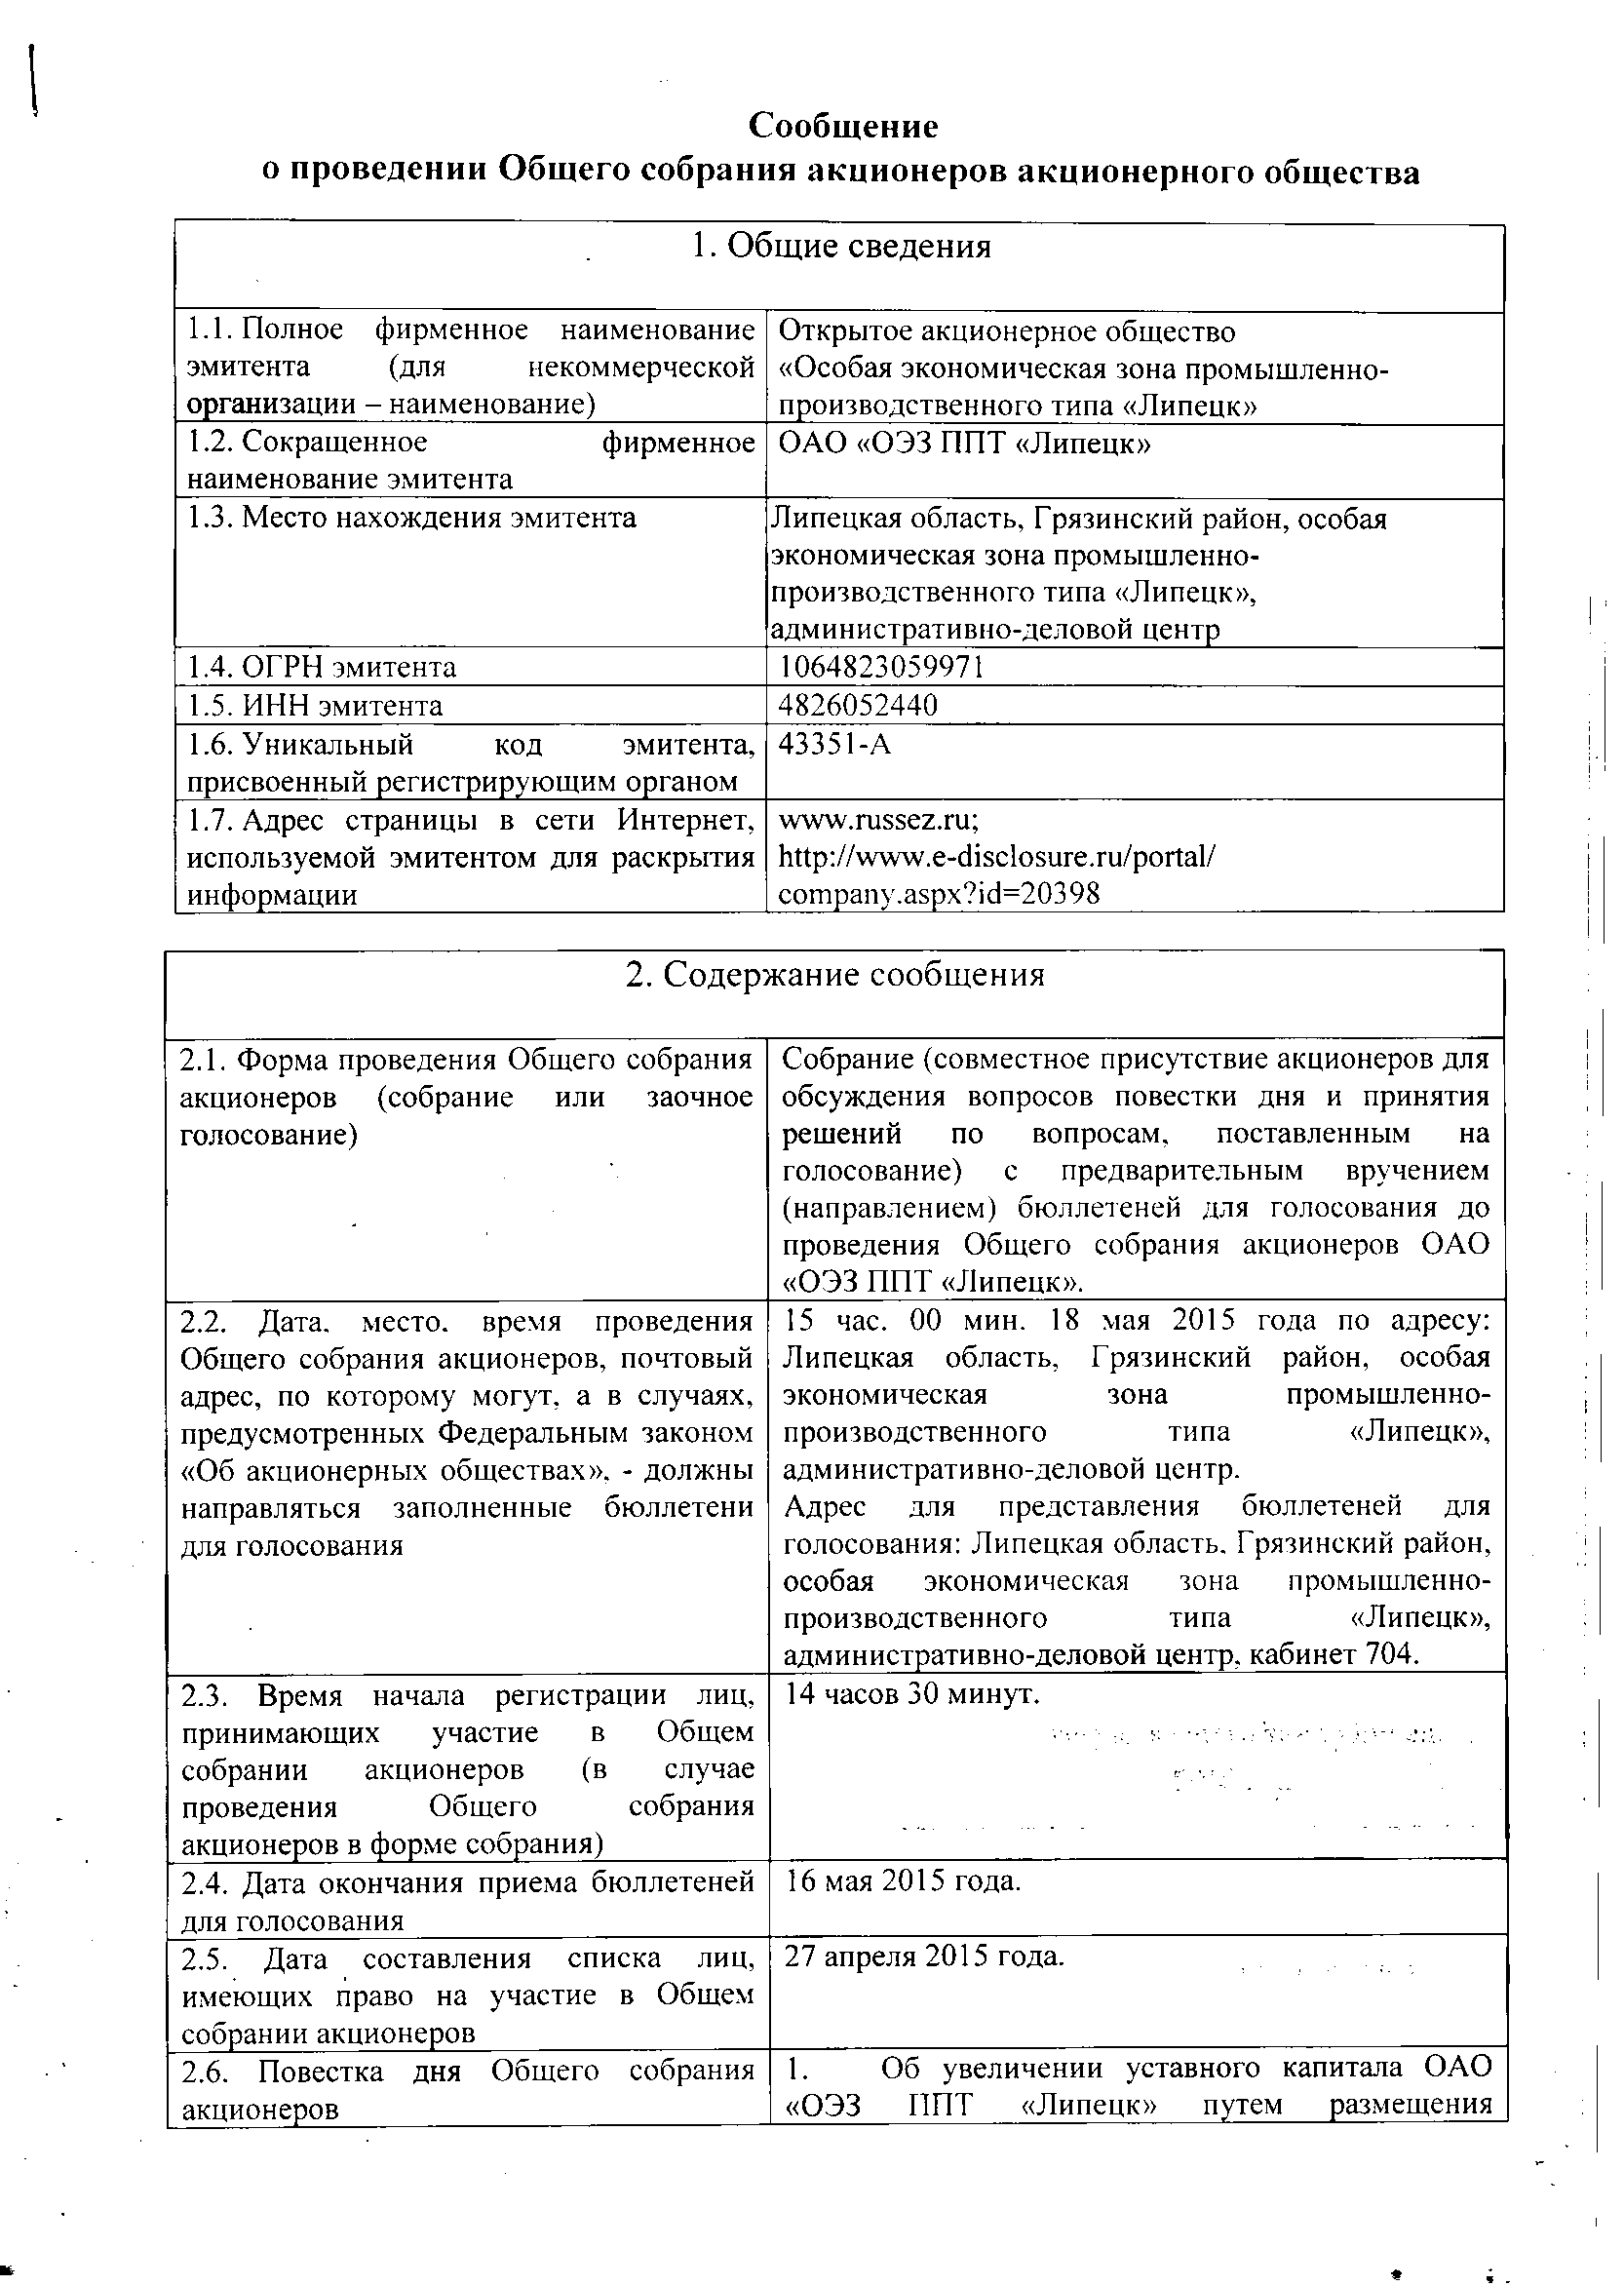 Сообщение
о проведении Общего собрания акционеров акционерного общества
1. Общие сведения
1.1. Полное фирменное наименование
эмитента (для некоммерческой
организации – наименование)
Открытое акционерное общество
«Особая экономическая зона промышленно-
производственного типа «Липецк»
1.2. Сокращенное фирменное
наименование эмитента
ОАО «ОЭЗ ППТ «Липецк»
1.3. Место нахождения эмитента
Липецкая область, Грязинский район, особая
экономическая зона промышленно-
производственного типа «Липецк»,
административно-деловой центр
1.4. ОГРН эмитента
1064823059971
1.5. ИНН эмитента
4826052440
1.6. Уникальный код эмитента,
присвоенный регистрирующим органом
43351-А
1.7. Адрес страницы в сети Интернет,
используемой эмитентом для раскрытия
информации
www.russez.ru;
http://www.e-disclosure.ru/portal/
company.aspx?id=20398
2. Содержание сообщения
2.1. Форма проведения Общего собрания
акционеров (собрание или заочное
голосование)
Собрание (совместное присутствие акционеров для
обсуждения вопросов повестки дня и принятия
решений по вопросам, поставленным на
голосование) с предварительным вручением
(направлением) бюллетеней для голосования до
проведения Общего собрания акционеров ОАО
«ОЭЗ ППТ «Липецк».
2.2. Дата, место, время проведения
Общего собрания акционеров, почтовый
адрес, по которому могут, а в случаях,
предусмотренных Федеральным законом
«Об акционерных обществах», - должны
направляться заполненные бюллетени
для голосования
15 час. 00 мин. 18 мая 2015 года по адресу:
Липецкая область, Грязинский район, особая
экономическая зона промышленно-
производственного типа «Липецк»,
административно-деловой центр.
Адрес для представления бюллетеней для
голосования: Липецкая область, Грязинский район,
особая экономическая зона промышленно-
производственного типа «Липецк»,
административно-деловой центр, кабинет 704.
2.3. Время начала регистрации лиц,
принимающих участие в Общем
собрании акционеров (в случае
проведения Общего собрания
акционеров в форме собрания)
14 часов 30 минут.
2.4. Дата окончания приема бюллетеней
для голосования
16 мая 2015 года.
2.5. Дата составления списка лиц,
имеющих право на участие в Общем
собрании акционеров
27 апреля 2015 года.
2.6. Повестка дня Общего собрания
акционеров
1. Об увеличении уставного капитала ОАО
«ОЭЗ ППТ «Липецк» путем размещения